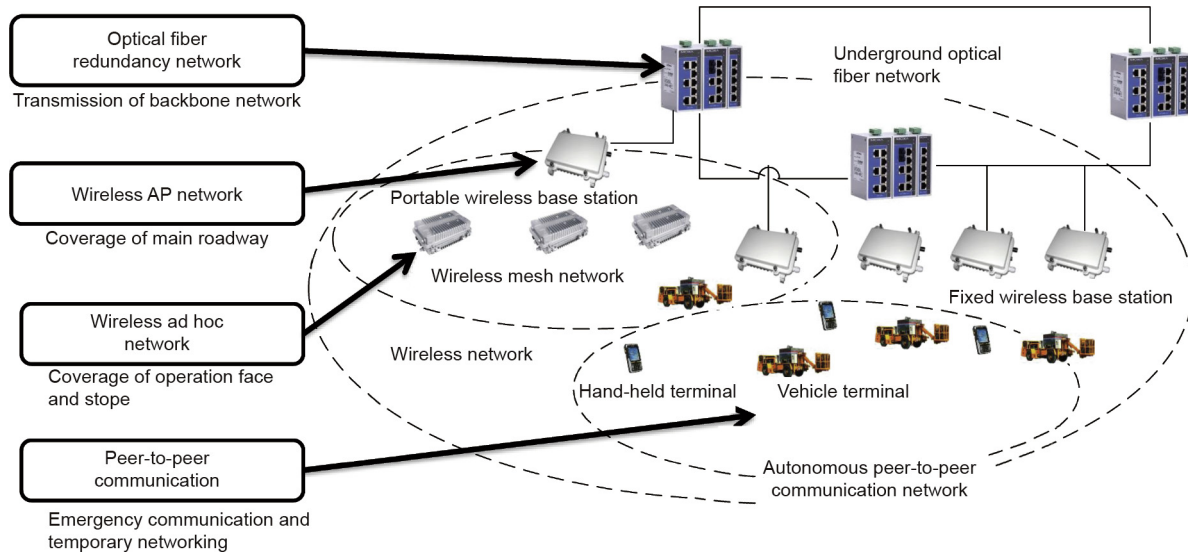 Optical fiber
redundancy network
Transmission of backbone network
Wireless AP network
Coverage of main roadway
Wireless ad hoc
network
Coverage of operation face
and stope
Peer-to-peer
communication
Emergency communication and
temporary networking
Underground optical
fiber network
Portable wireless base station
Wireless mesh network
Fixed wireless base station
Wireless network
Hand-held terminal
Vehicle terminal
Autonomous peer-to-peer
communication network